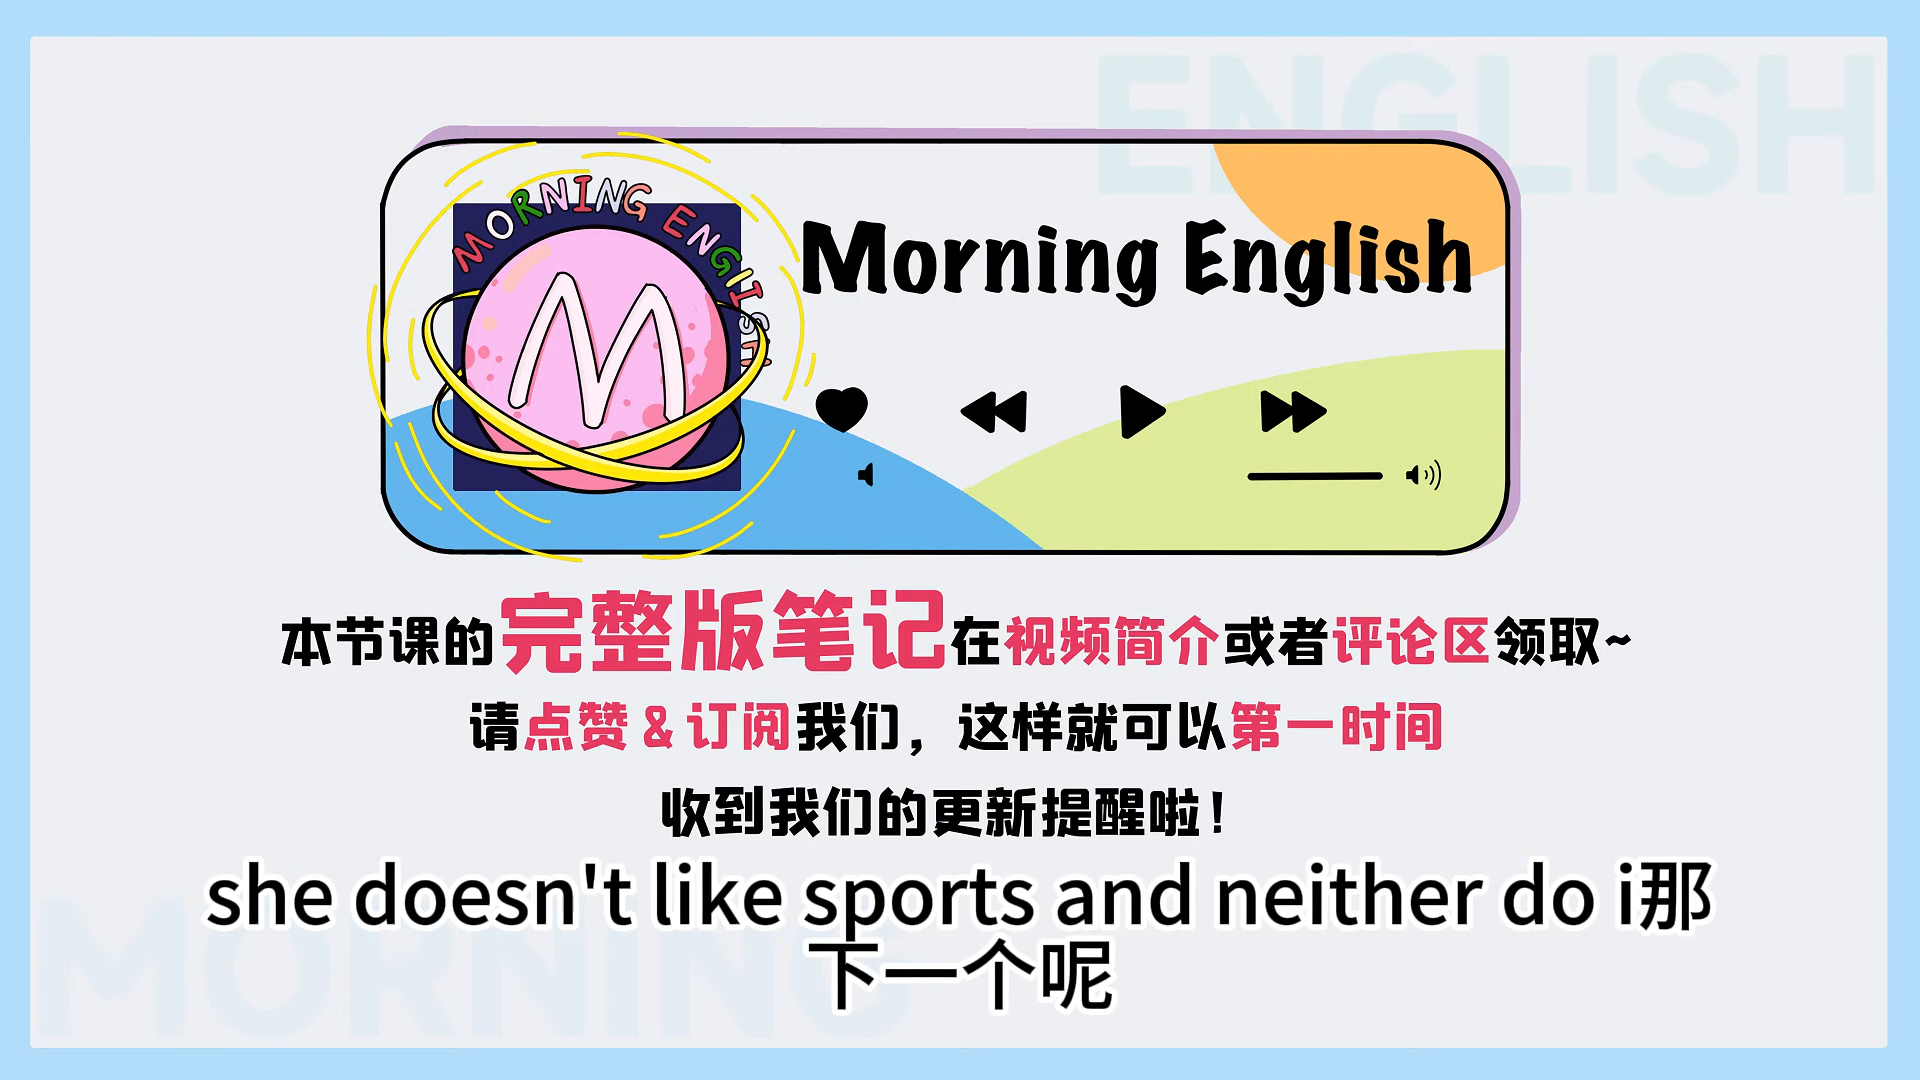 ENGLISH
MORNING ENGLISH
M
Morning English
本节课的完整版笔记在视频简介或者评论区领取~
请点赞&订阅我们，这样就可以第一时间
收到我们的更新提醒啦！
she doesn't like sports and neither do i那
下一个呢
MORNING